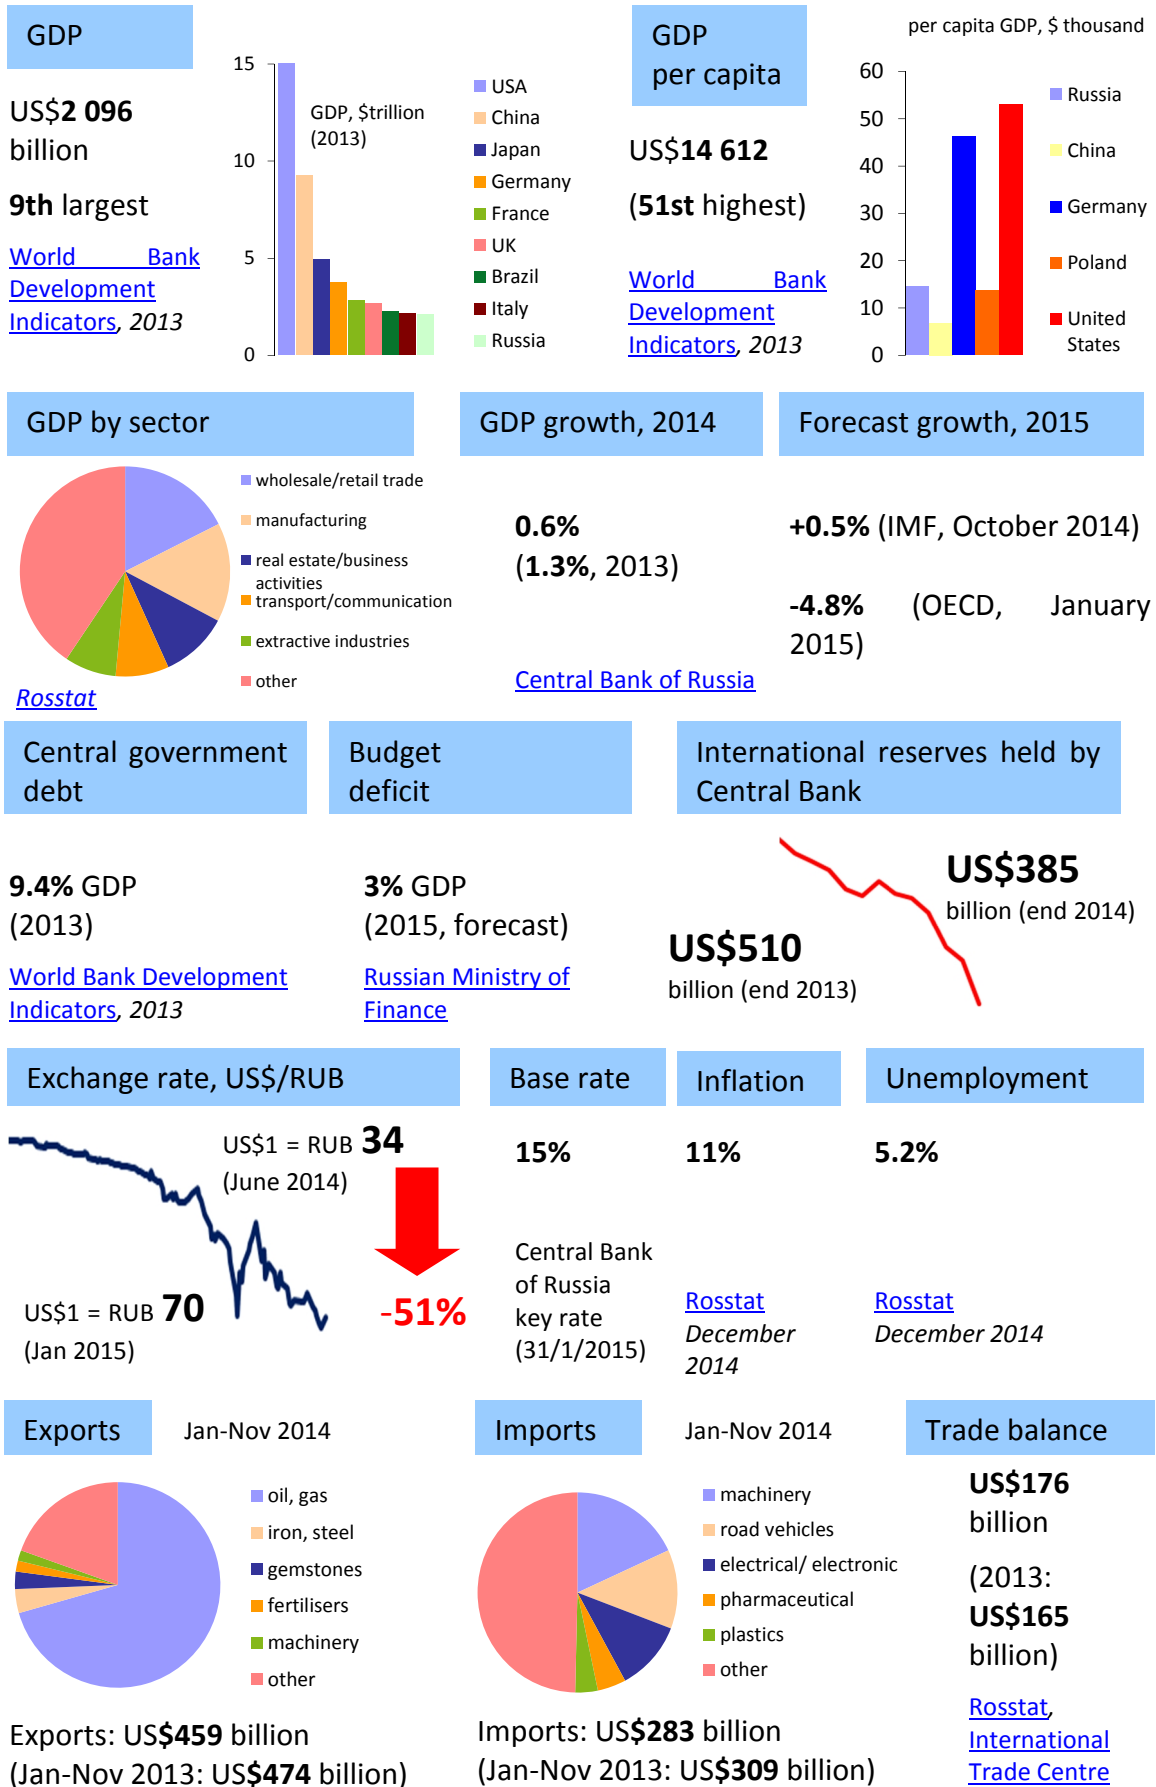 GDP
US$2 096
billion
9th largest
World Bank
Development
Indicators, 2013
15
10
5
0
GDP, $trillion
(2013)
USA
China
Japan
Germany
France
UK
Brazil
Italy
Russia
GDP
per capita
US$14 612
(51st highest)
World Bank
Development
Indicators, 2013
per capita GDP, $ thousand
60
50
40
30
20
10
0
Russia
China
Germany
Poland
United
States
GDP by sector
wholesale/retail trade
manufacturing
real estate/business
activities
transport/communication
extractive industries
other
Rosstat
GDP growth, 2014
0.6%
(1.3%, 2013)
Central Bank of Russia
Forecast growth, 2015
+0.5% (IMF, October 2014)
-4.8% (OECD, January
2015)
Central government
debt
9.4% GDP
(2013)
World Bank Development
Indicators, 2013
Budget
deficit
3% GDP
(2015, forecast)
Russian Ministry of
Finance
International reserves held by
Central Bank
US$385
billion (end 2014)
US$510
billion (end 2013)
Exchange rate, US$/RUB
US$1 = RUB 34
(June 2014)
-51%
US$1 = RUB 70
(Jan 2015)
Base rate
15%
Central Bank
of Russia
key rate
(31/1/2015)
Inflation
11%
Rosstat
December
2014
Unemployment
5.2%
Rosstat
December 2014
Exports
Jan-Nov 2014
oil, gas
iron, steel
gemstones
fertilisers
machinery
other
Exports: US$459 billion
(Jan-Nov 2013: US$474 billion)
Imports
Jan-Nov 2014
machinery
road vehicles
electrical/ electronic
pharmaceutical
plastics
other
Imports: US$283 billion
(Jan-Nov 2013: US$309 billion)
Trade balance
US$176
billion
(2013:
US$165
billion)
Rosstat,
International
Trade Centre